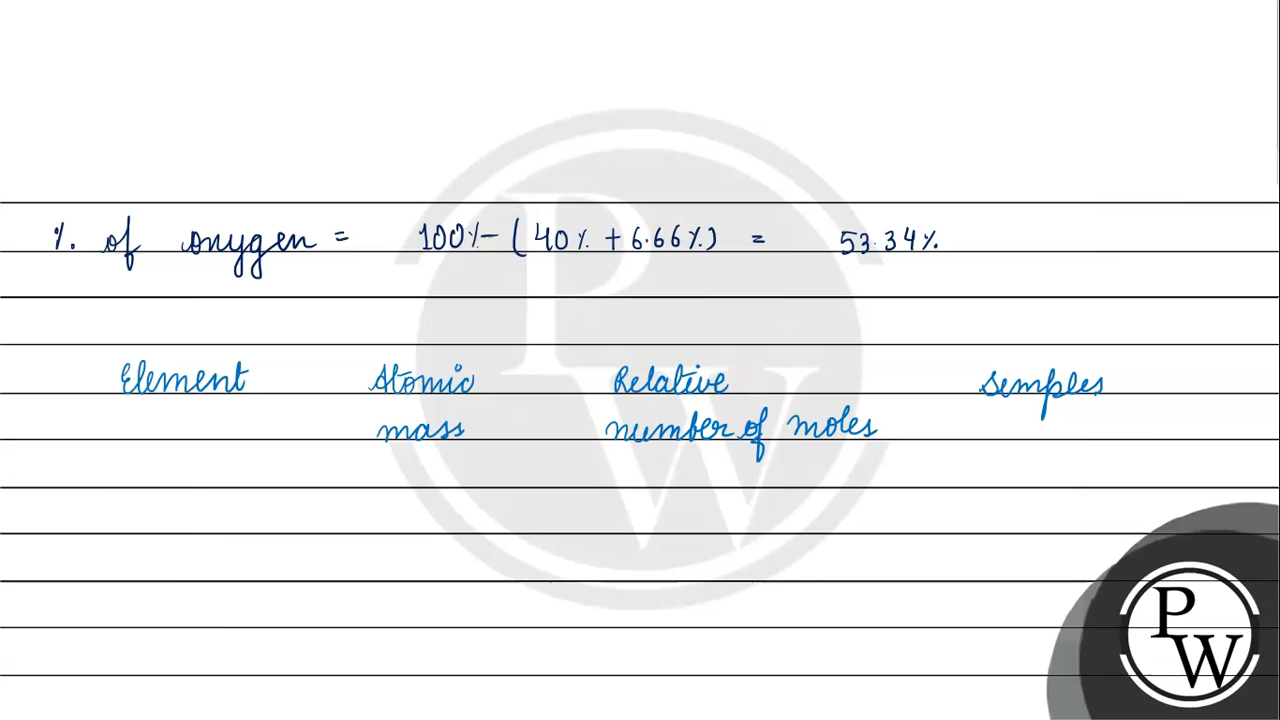 % of oxygen = 100% - (40% + 6.66%) = 53.34%
Element Atomic Relative Semples
mass number of moles
P
W
P
W